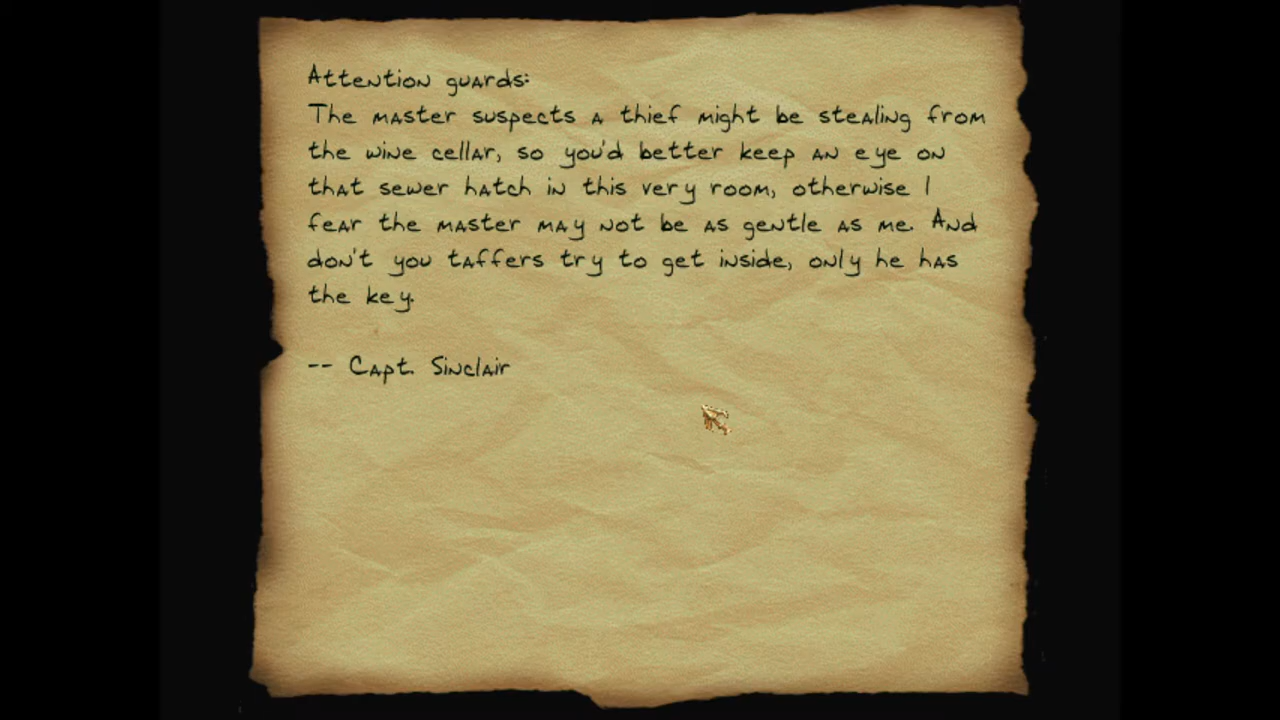 Attention guards:
The master suspects a thief might be stealing from
the wine cellar, so you'd better keep an eye on
that sewer hatch in this very room, otherwise I
fear the master may not be as gentle as me. And
don't you taffers try to get inside, only he has
the key.
-- Capt. Sinclair